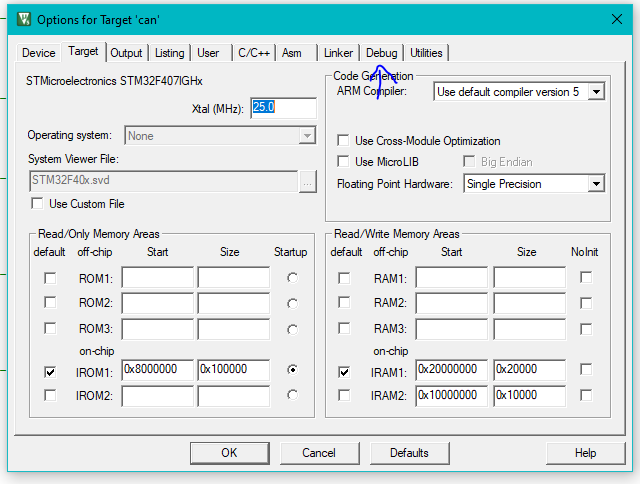 Options for Target 'can'
Device Target Output Listing User C/C++ Asm Linker Debug Utilities
STMicroelectronics STM32F407IGHx
Xtal (MHz): 25.0
Operating system: None
System Viewer File:
STM32F40x.svd ...
Use Custom File
Code Generation
ARM Compiler: Use default compiler version 5
Use Cross-Module Optimization
Use MicroLIB Big Endian
Floating Point Hardware: Single Precision
Read/Only Memory Areas
default off-chip Start Size Startup
ROM1:
ROM2:
ROM3:
on-chip
IROM1: 0x8000000 0x100000
IROM2:
Read/Write Memory Areas
default off-chip Start Size NoInit
RAM1:
RAM2:
RAM3:
on-chip
IRAM1: 0x20000000 0x20000
IRAM2: 0x10000000 0x10000
OK Cancel Defaults Help